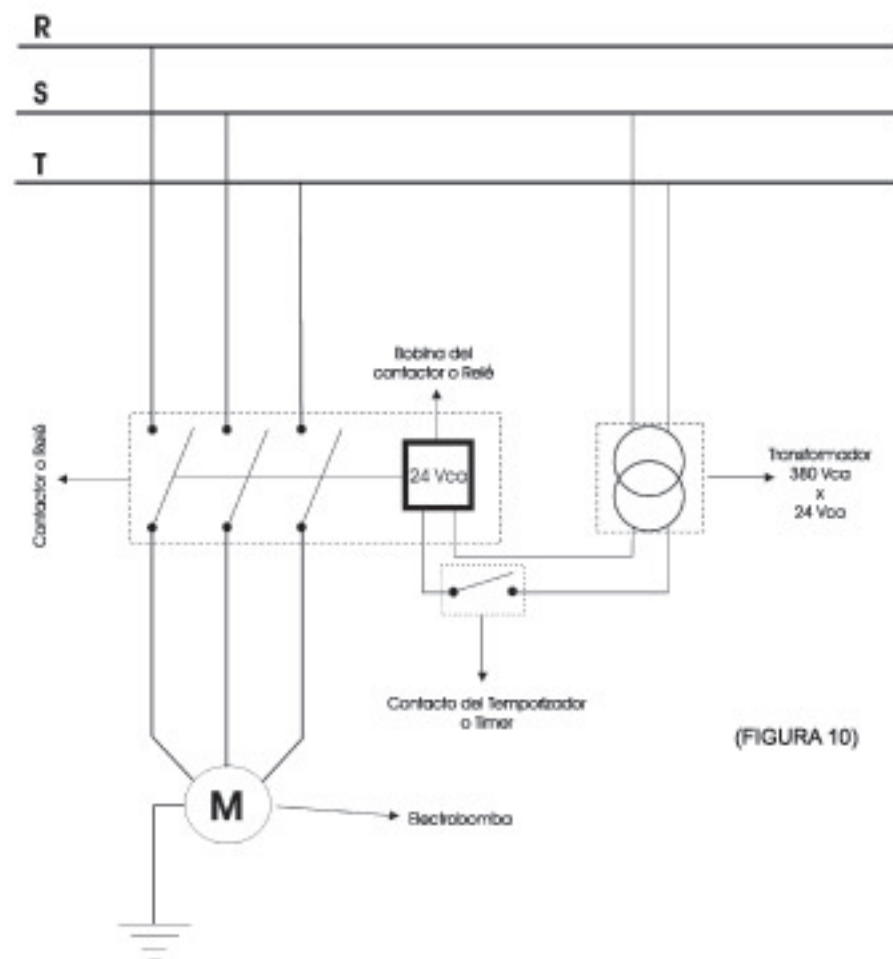 R
S
T
Bobina del
contactor o Relé
Contactor o Relé
24 Vca
Transformador
380 Vca
x
24 Vca
Contacto del Temporizador
o Timer
(FIGURA 10)
M
Electrobomba